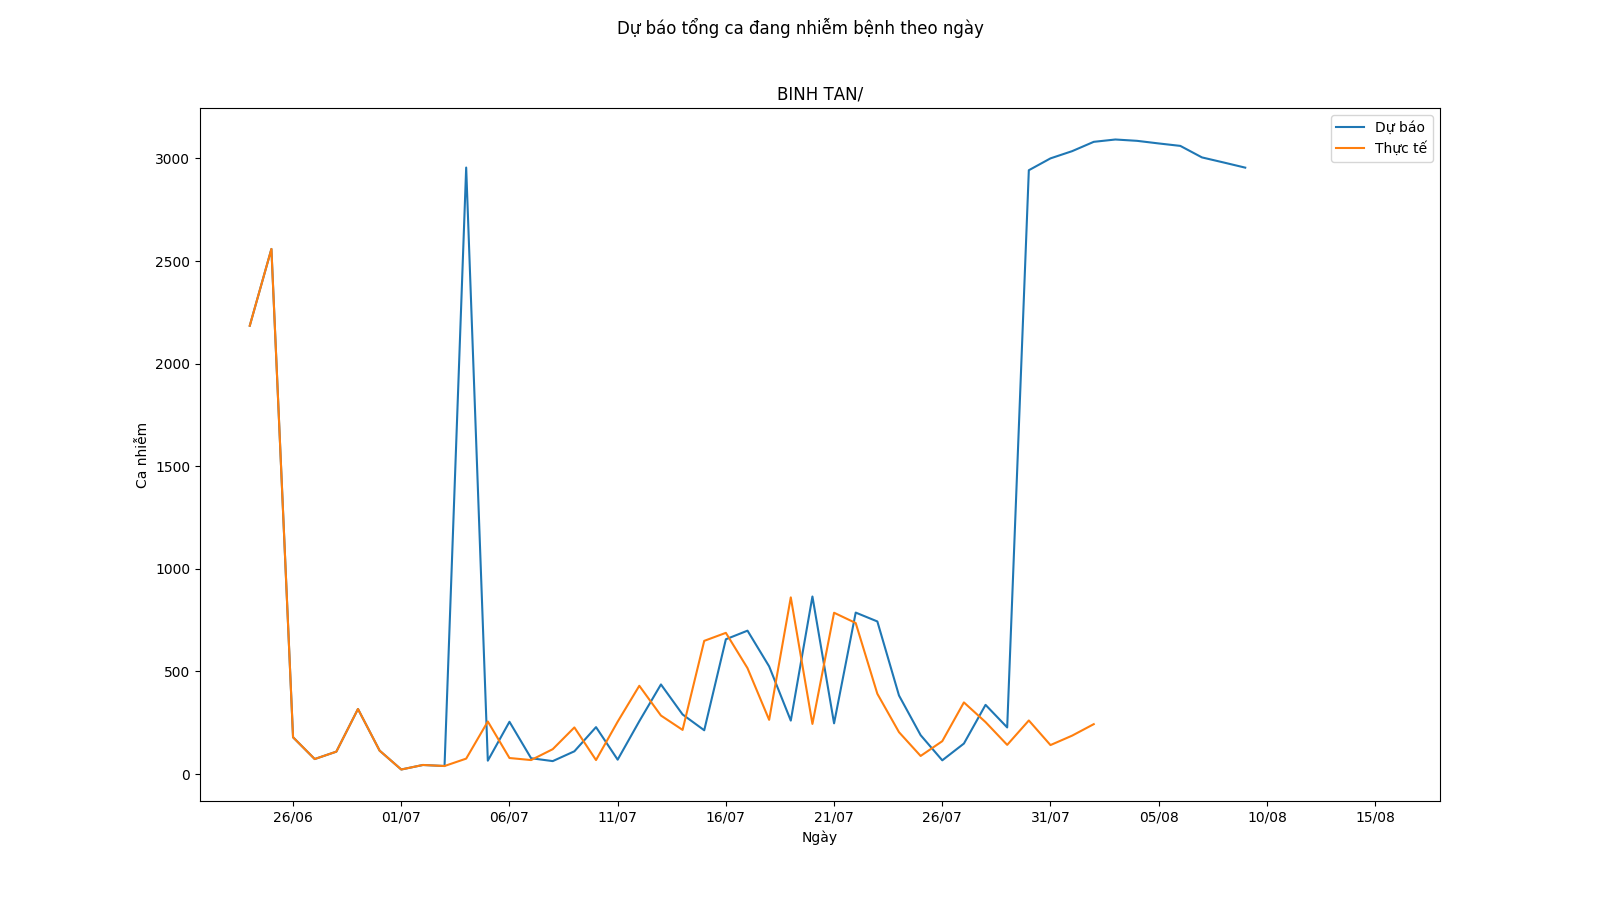 Dự báo tổng ca đang nhiễm bệnh theo ngày
BINH TAN/
Dự báo
Thực tế
3000
2500
2000
1500
1000
500
0
Ca nhiễm
26/06 01/07 06/07 11/07 16/07 21/07 26/07 31/07 05/08 10/08 15/08
Ngày